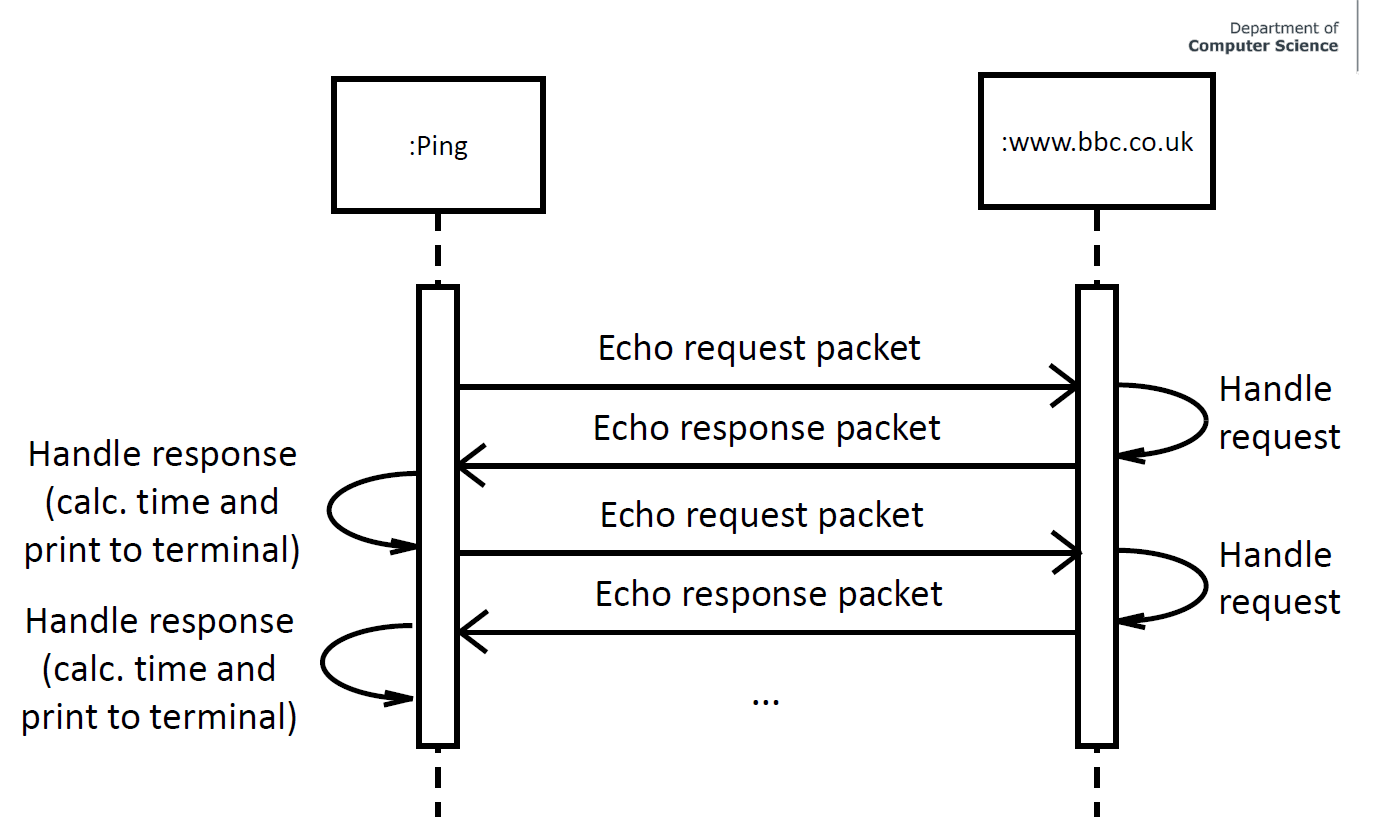 Department of
Computer Science
:Ping
:www.bbc.co.uk
Echo request packet
Handle
request
Echo response packet
Handle response
(calc. time and
print to terminal)
Echo request packet
Handle
request
Echo response packet
Handle response
(calc. time and
print to terminal)
...